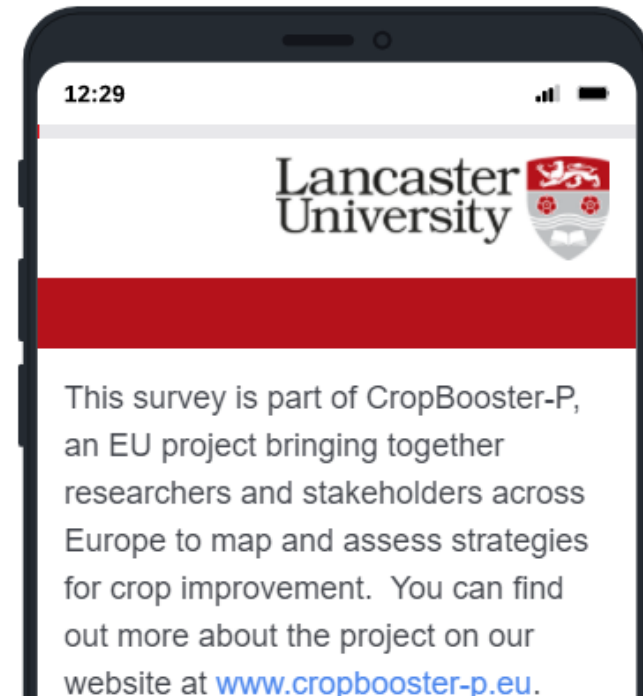 12:29
Lancaster
University
This survey is part of CropBooster-P,
an EU project bringing together
researchers and stakeholders across
Europe to map and assess strategies
for crop improvement.  You can find
out more about the project on our
website at www.cropbooster-p.eu.